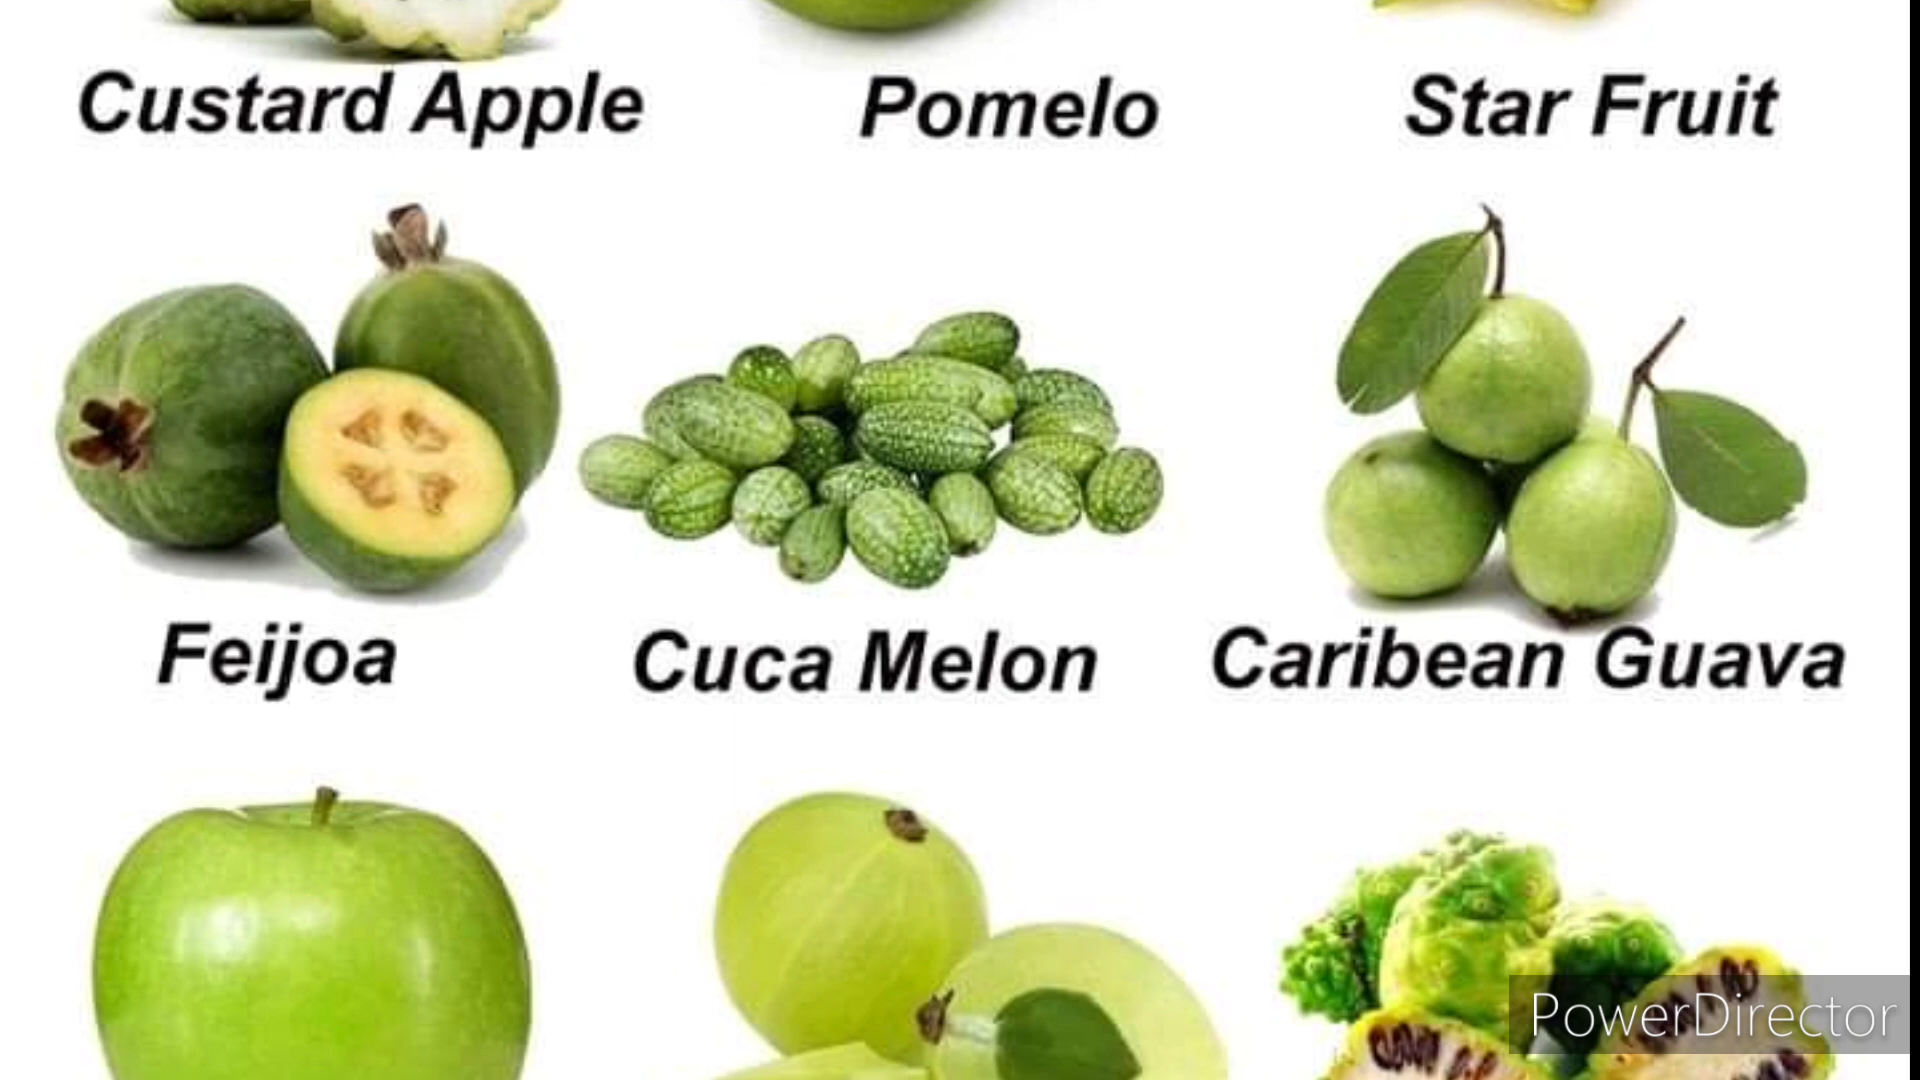 Custard Apple
Pomelo
Star Fruit
Feijoa
Cuca Melon
Caribean Guava
PowerDirector